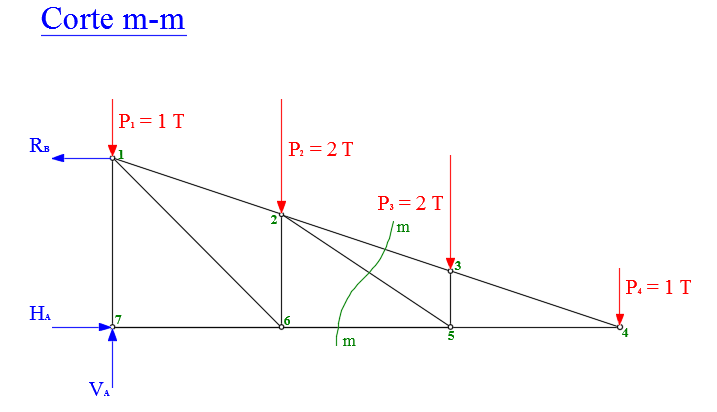 Corte m-m
P₁ = 1 T
R_B
1
P₂ = 2 T
P₃ = 2 T
2
m
3
P₄ = 1 T
H_A
7
6
5
4
m
V_A